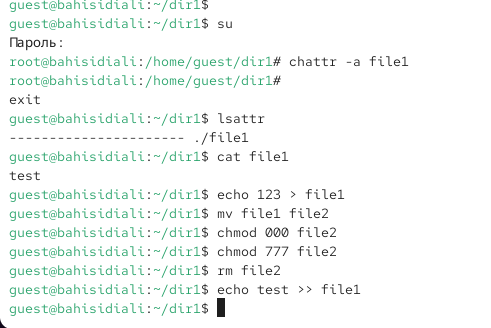 guest@bahisidiali:~/dir1$
guest@bahisidiali:~/dir1$ su
Пароль:
root@bahisidiali:/home/guest/dir1# chattr -a file1
root@bahisidiali:/home/guest/dir1#
exit
guest@bahisidiali:~/dir1$ lsattr
---------------------- ./file1
guest@bahisidiali:~/dir1$ cat file1
test
guest@bahisidiali:~/dir1$ echo 123 > file1
guest@bahisidiali:~/dir1$ mv file1 file2
guest@bahisidiali:~/dir1$ chmod 000 file2
guest@bahisidiali:~/dir1$ chmod 777 file2
guest@bahisidiali:~/dir1$ rm file2
guest@bahisidiali:~/dir1$ echo test >> file1
guest@bahisidiali:~/dir1$